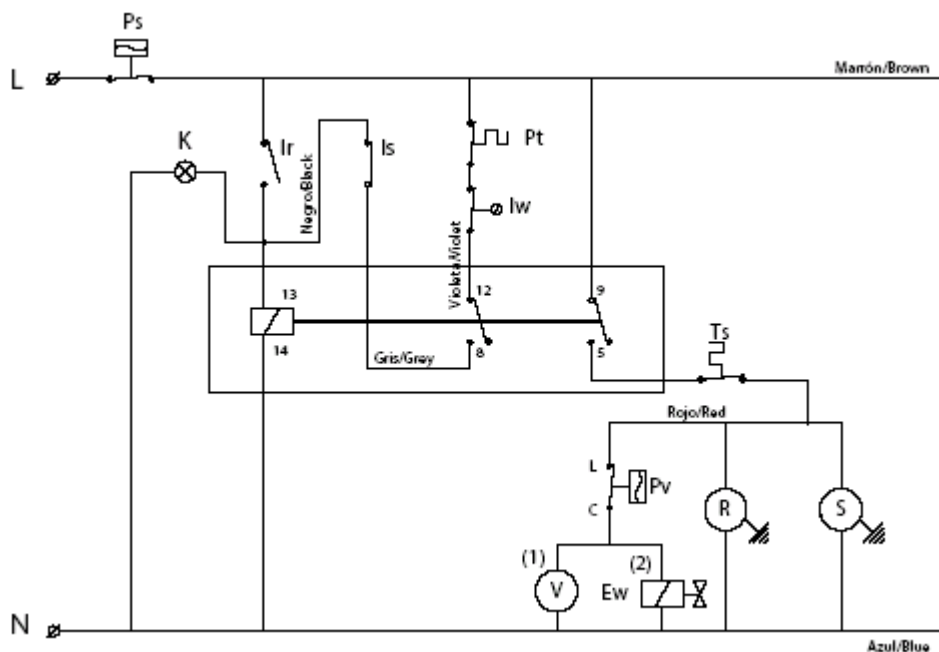 Ps
L
Marrón/Brown
K
Ir
Is
Pt
Negro/Black
Iw
Violeta/Violet
13
12
9
14
8
5
Gris/Grey
Ts
Rojo/Red
L
Pv
C
R
S
(1)
(2)
V
Ew
N
Azul/Blue